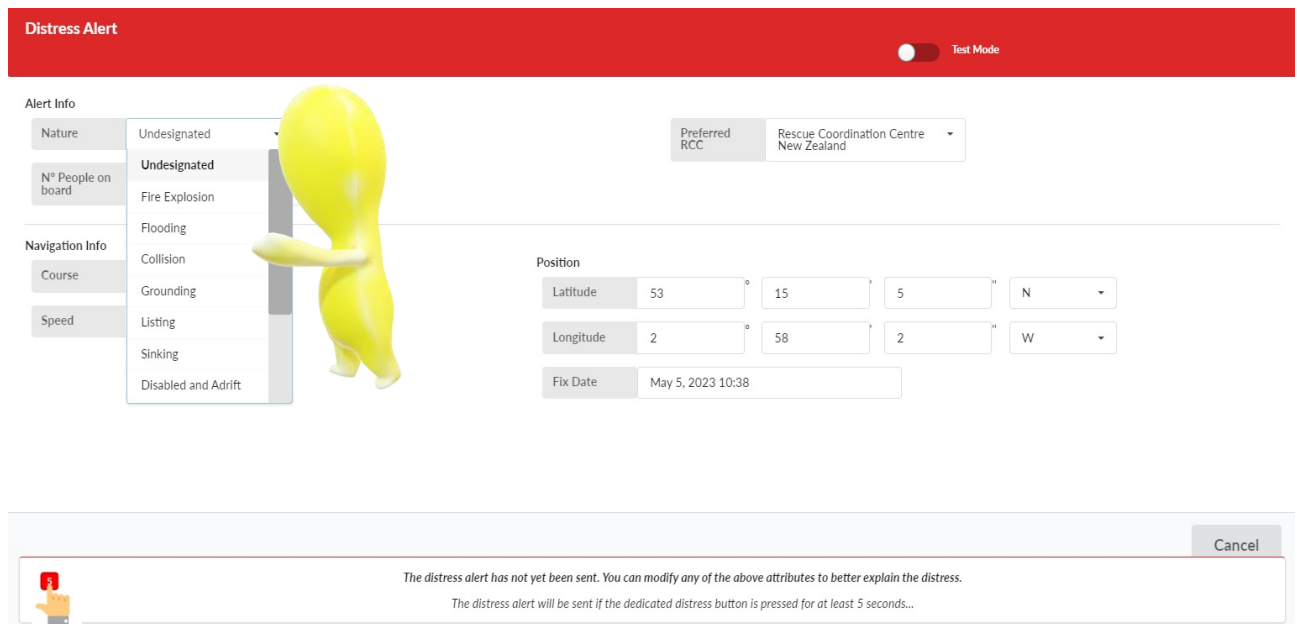 Distress Alert
Test Mode
Alert Info
Nature
Undesignated
Undesignated
Fire Explosion
Flooding
Collision
Grounding
Listing
Sinking
Disabled and Adrift
Nº People on
board
Preferred
RCC
Rescue Coordination Centre
New Zealand
Navigation Info
Course
Speed
Position
Latitude
53 ° 15 ' 5 " N
Longitude
2 ° 58 ' 2 " W
Fix Date
May 5, 2023 10:38
Cancel
5
The distress alert has not yet been sent. You can modify any of the above attributes to better explain the distress.
The distress alert will be sent if the dedicated distress button is pressed for at least 5 seconds...